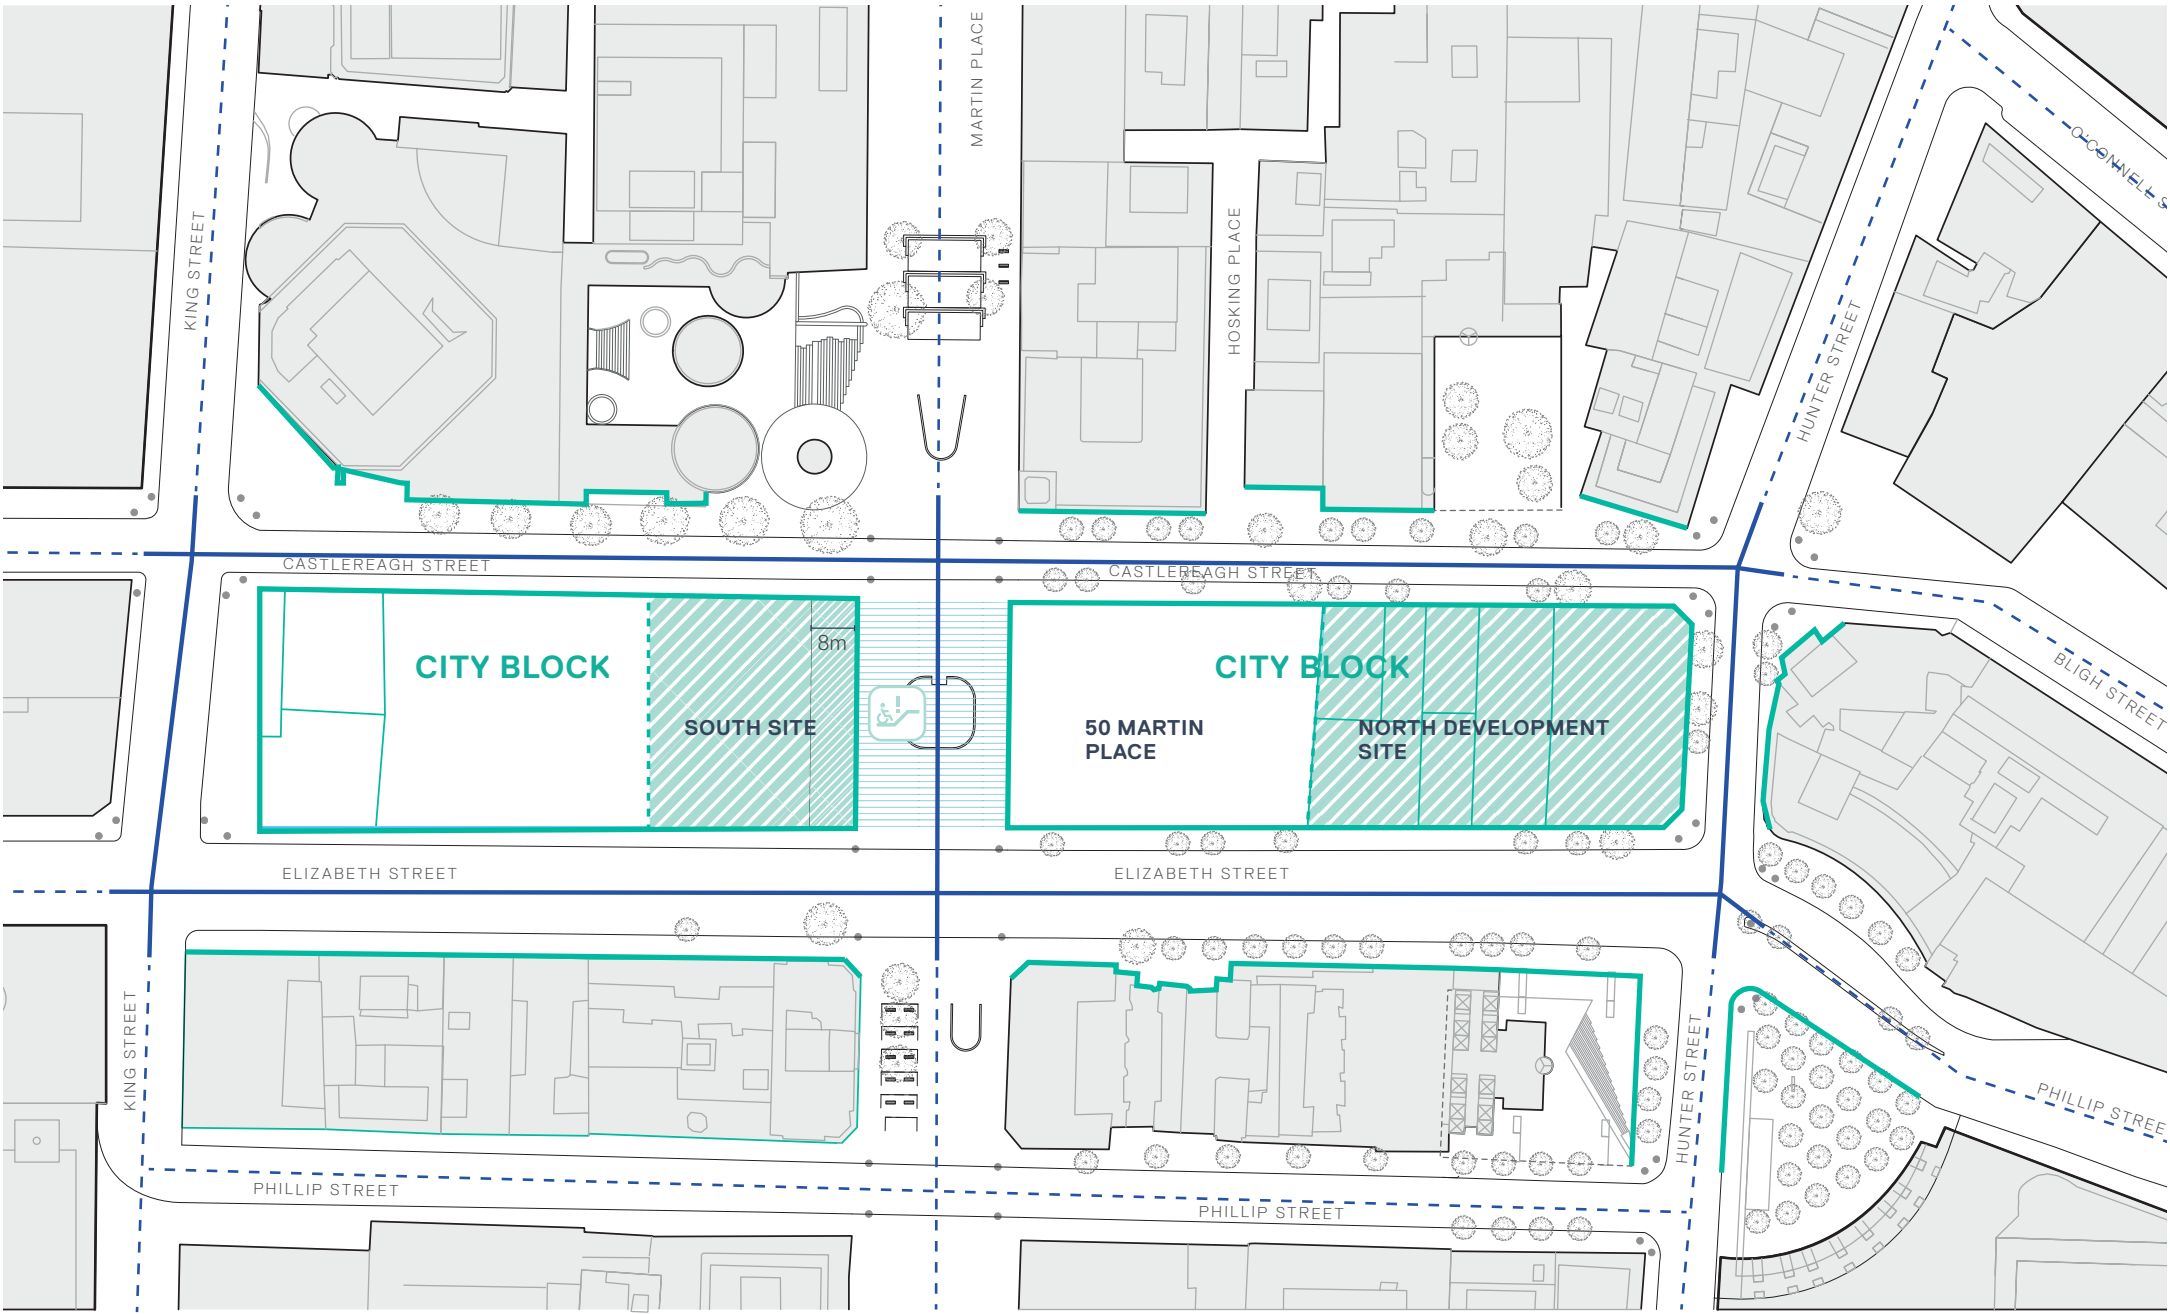 MARTIN PLACE
O'CONNELL S
KING STREET
HOSKING PLACE
HUNTER STREET
CASTLEREAGH STREET
CASTLEREAGH STREET
8m
CITY BLOCK
CITY BLOCK
BLIGH STREET
SOUTH SITE
50 MARTIN
PLACE
NORTH DEVELOPMENT
SITE
ELIZABETH STREET
ELIZABETH STREET
KING STREET
HUNTER STREET
PHILLIP STREE
PHILLIP STREET
PHILLIP STREET